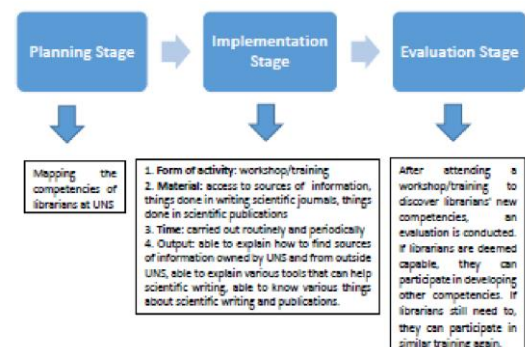 Planning Stage
Implementation
Stage
Evaluation Stage
Mapping the
competencies of
librarians at UNS
1. Form of activity: workshop/training
2. Material: access to sources of information,
things done in writing scientific journals, things
done in scientific publications
3. Time: carried out routinely and periodically
4. Output: able to explain how to find sources
of information owned by UNS and from outside
UNS, able to explain various tools that can help
scientific writing, able to know various things
about scientific writing and publications.
After attending a
workshop/training to
discover librarians' new
competencies, an
evaluation is conducted.
If librarians are deemed
capable, they can
participate in developing
other competencies. If
librarians still need to,
they can participate in
similar training again.